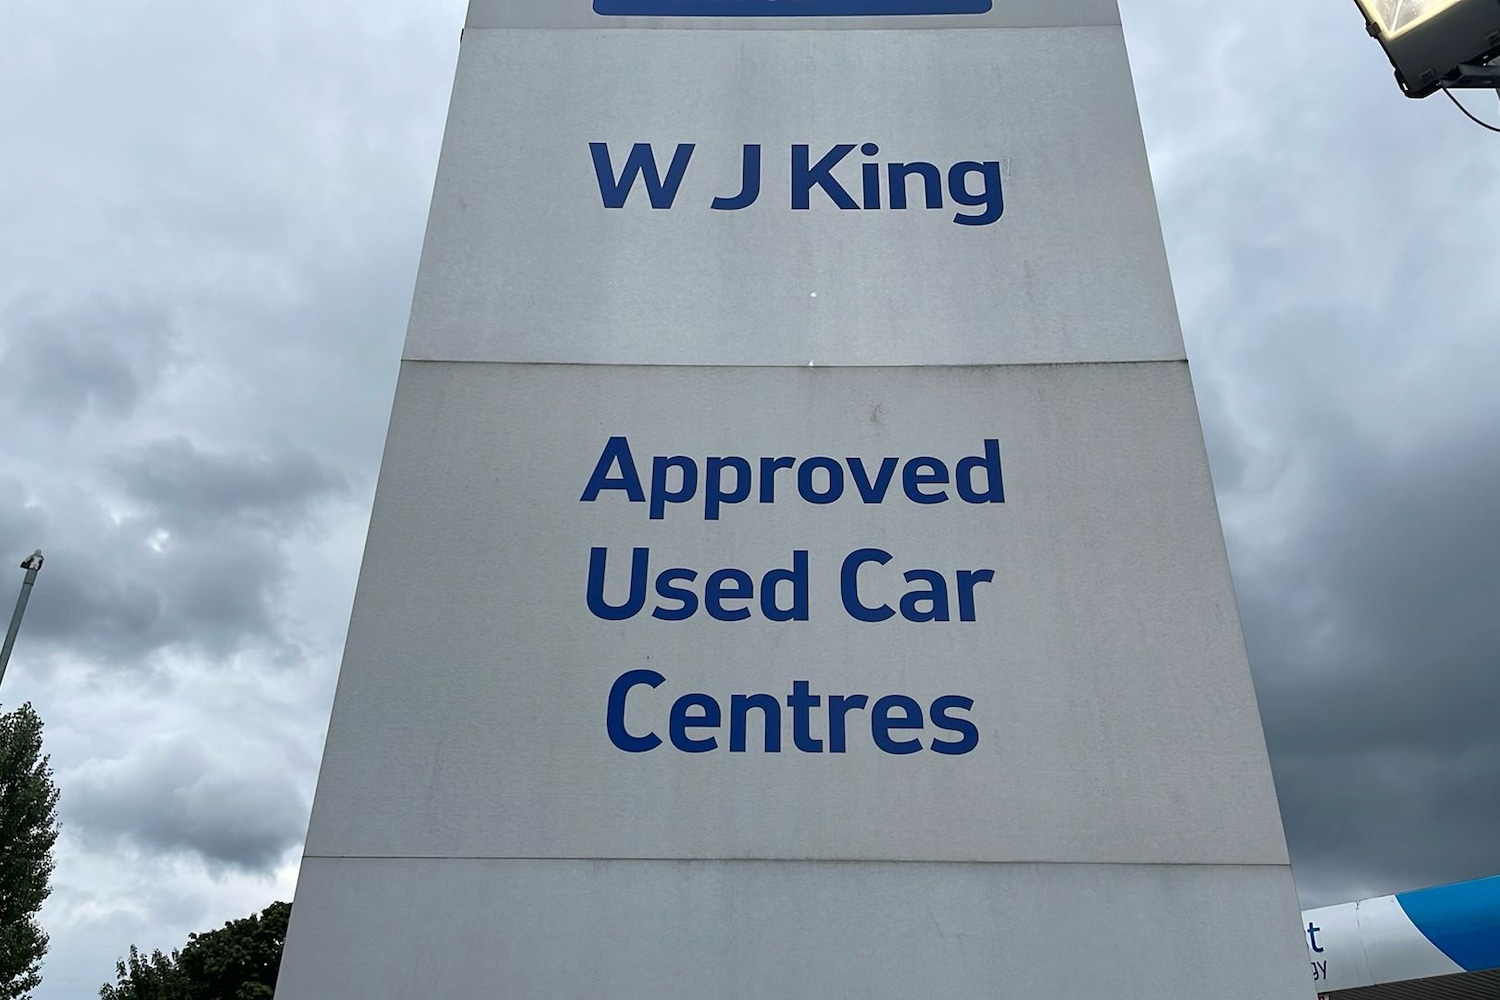 W J King
Approved
Used Car
Centres